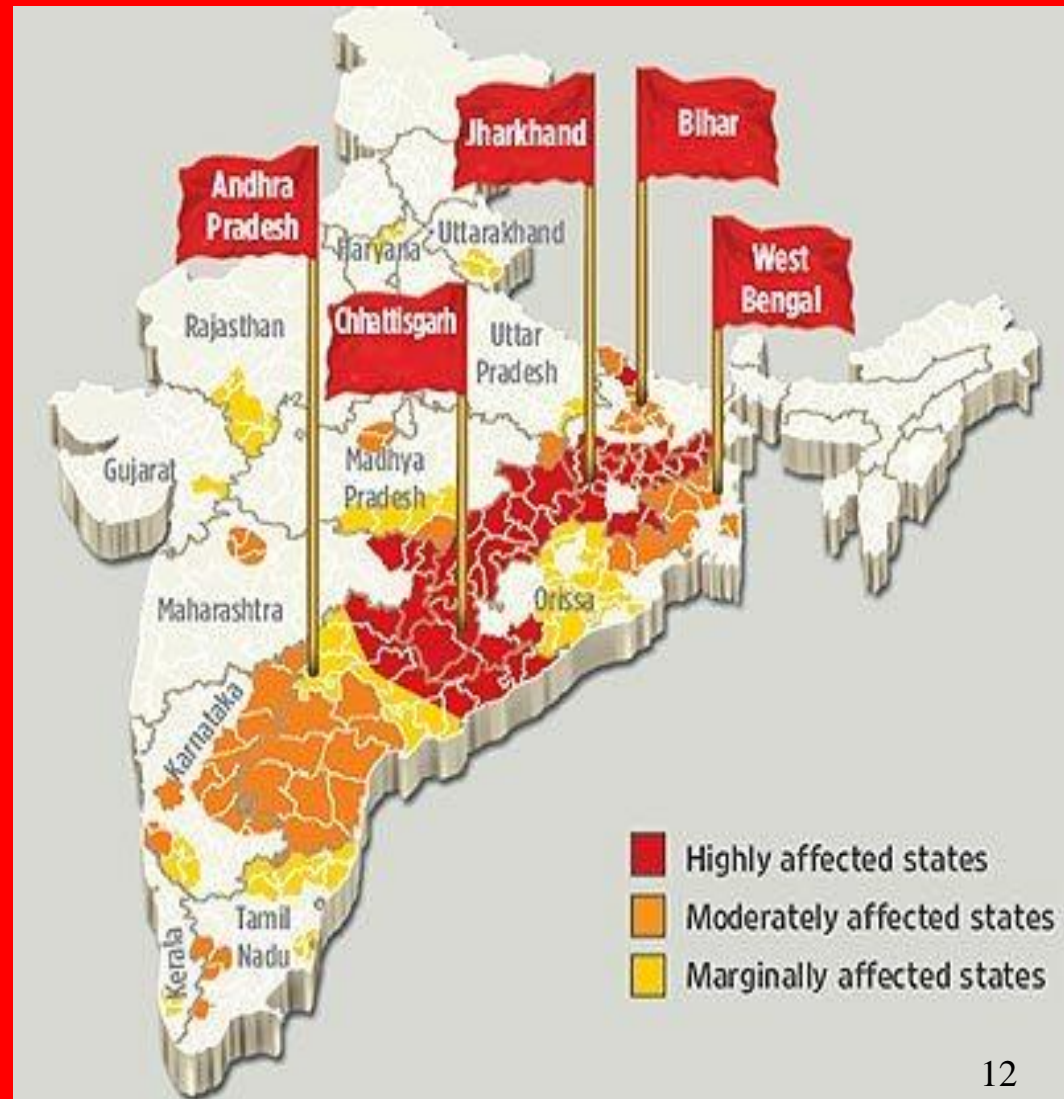 Jharkhand
Bihar
Andhra
Pradesh
Haryana
Uttarakhand
West
Bengal
Rajasthan
Chhattisgarh
Uttar
Pradesh
Gujarat
Madhya
Pradesh
Maharashtra
Orissa
Karnataka
Highly affected states
Moderately affected states
Marginally affected states
Tamil
Nadu
Kerala
12